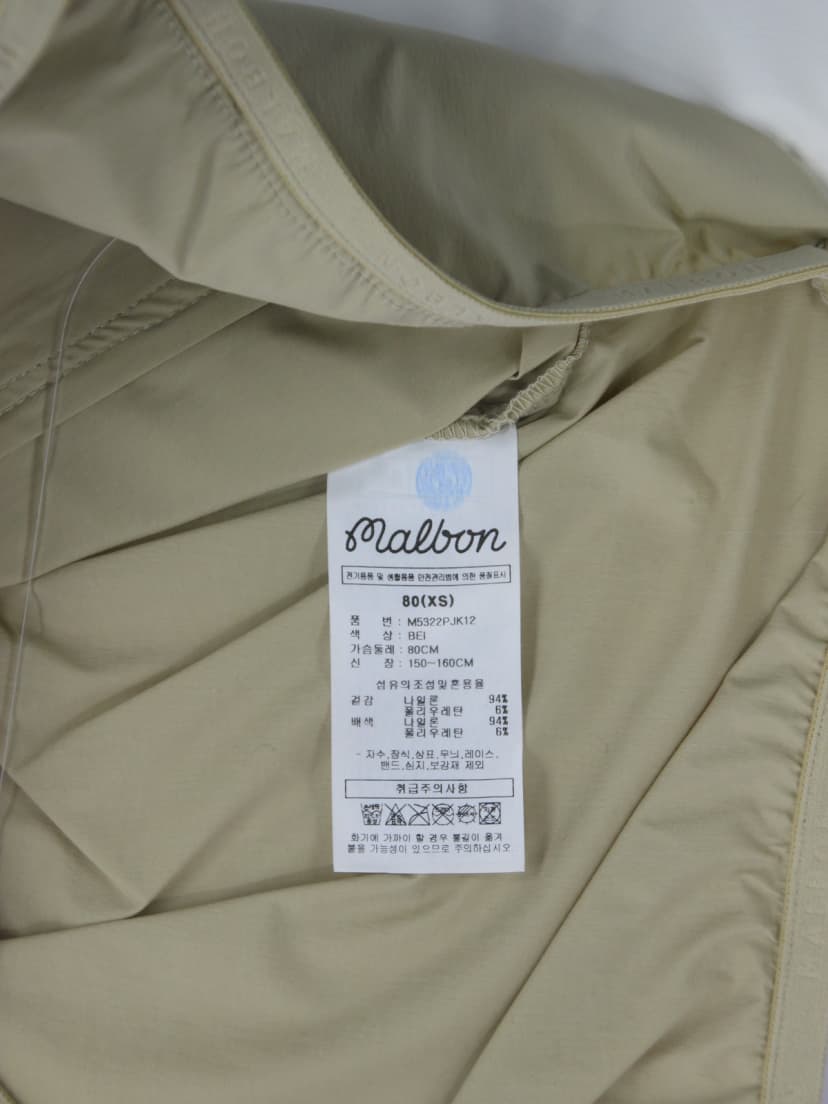 MALBON
Malbon
전기용품 및 생활용품 안전관리법에 의한 품질표시
80(XS)
품 번 : M5322PJK12
색 상 : BEI
가슴둘레 : 80CM
신 장 : 150~160CM
섬유의조성및혼용율
겉감 나일론 94%
폴리우레탄 6%
배색 나일론 94%
폴리우레탄 6%
- 자수,장식,상표,무늬,레이스,
밴드,심지,보강재 제외
취급주의사항
화기에 가까이 할 경우 불길이 옮겨
붙을 가능성이 있으므로 주의하십시오